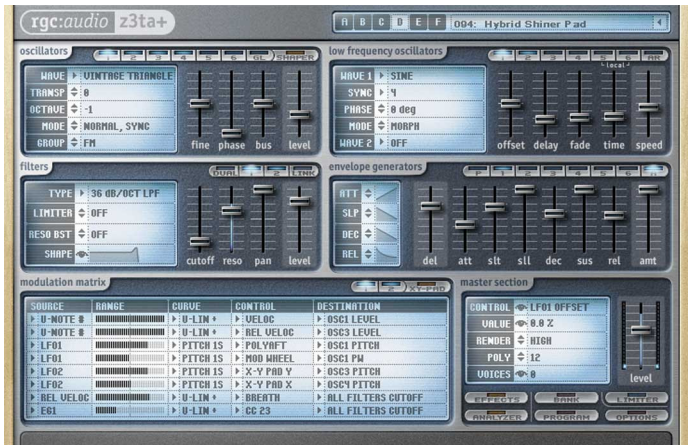 rgc:audio z3ta+
A B C D E F 094: Hybrid Shiner Pad
oscillators 1 2 3 4 5 6 GL SHAPER
WAVE VINTAGE TRIANGLE
TRANSP 0
OCTAVE -1
MODE NORMAL, SYNC
GROUP FM
fine phase bus level
low frequency oscillators 1 2 3 4 5 6 AR
local
WAVE 1 SINE
SYNC 4
PHASE 0 deg
MODE MORPH
WAVE 2 OFF
offset delay fade time speed
filters DUAL 1 2 LINK
TYPE 36 dB/OCT LPF
LIMITER OFF
RESO BST OFF
SHAPE
cutoff reso pan level
envelope generators P 1 2 3 4 5 6 A
ATT
SLP
DEC
REL
del att slt sll dec sus rel amt
modulation matrix 1 2 XY-PAD
SOURCE RANGE CURVE CONTROL DESTINATION
U-NOTE # U-LIN + VELOC OSC1 LEVEL
U-NOTE # U-LIN + REL VELOC OSC3 LEVEL
LFO1 PITCH 1S POLYAFT OSC1 PITCH
LFO1 PITCH 1S MOD WHEEL OSC1 PW
LFO2 PITCH 1S X-Y PAD Y OSC3 PITCH
LFO2 PITCH 1S X-Y PAD X OSC4 PITCH
REL VELOC U-LIN + BREATH ALL FILTERS CUTOFF
EG1 U-LIN + CC 23 ALL FILTERS CUTOFF
master section
CONTROL LFO1 OFFSET
VALUE 0.0 %
RENDER HIGH
POLY 12
VOICES 0
level
EFFECTS BANK LIMITER
ANALYZER PROGRAM OPTIONS